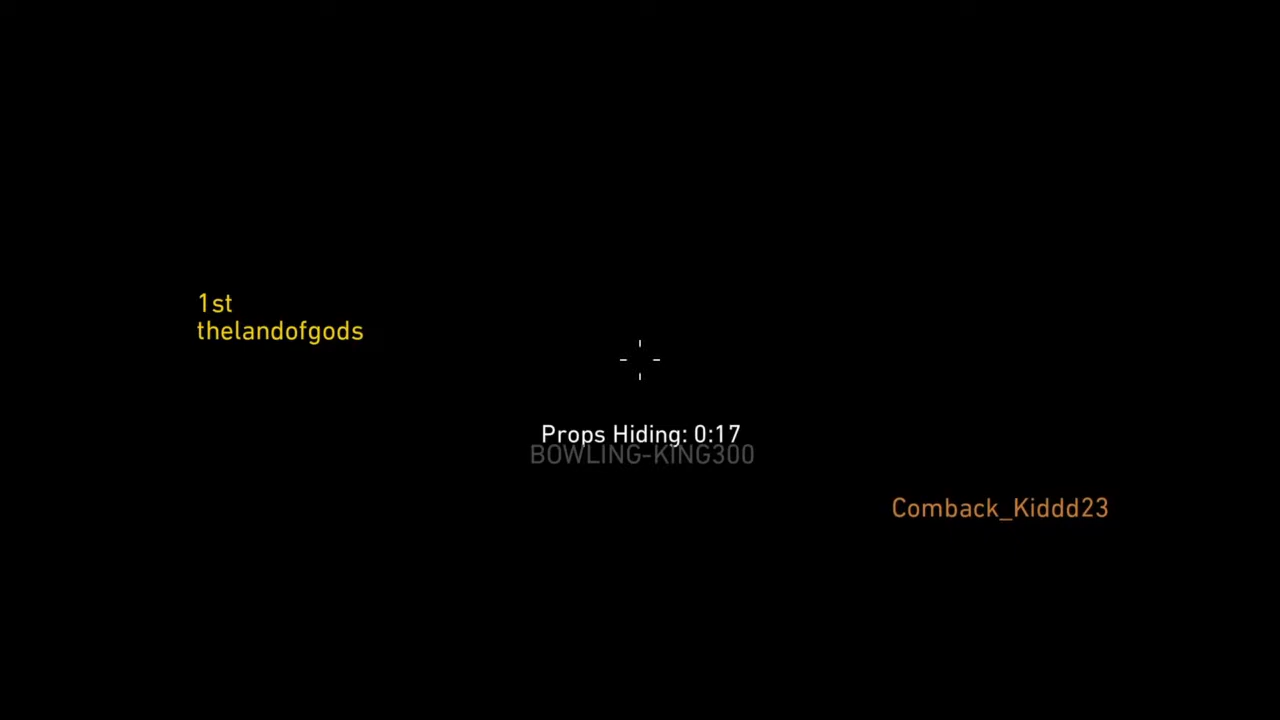 1st
thelandofgods
Props Hiding: 0:17
BOWLING-KING300
Comback_Kiddd23